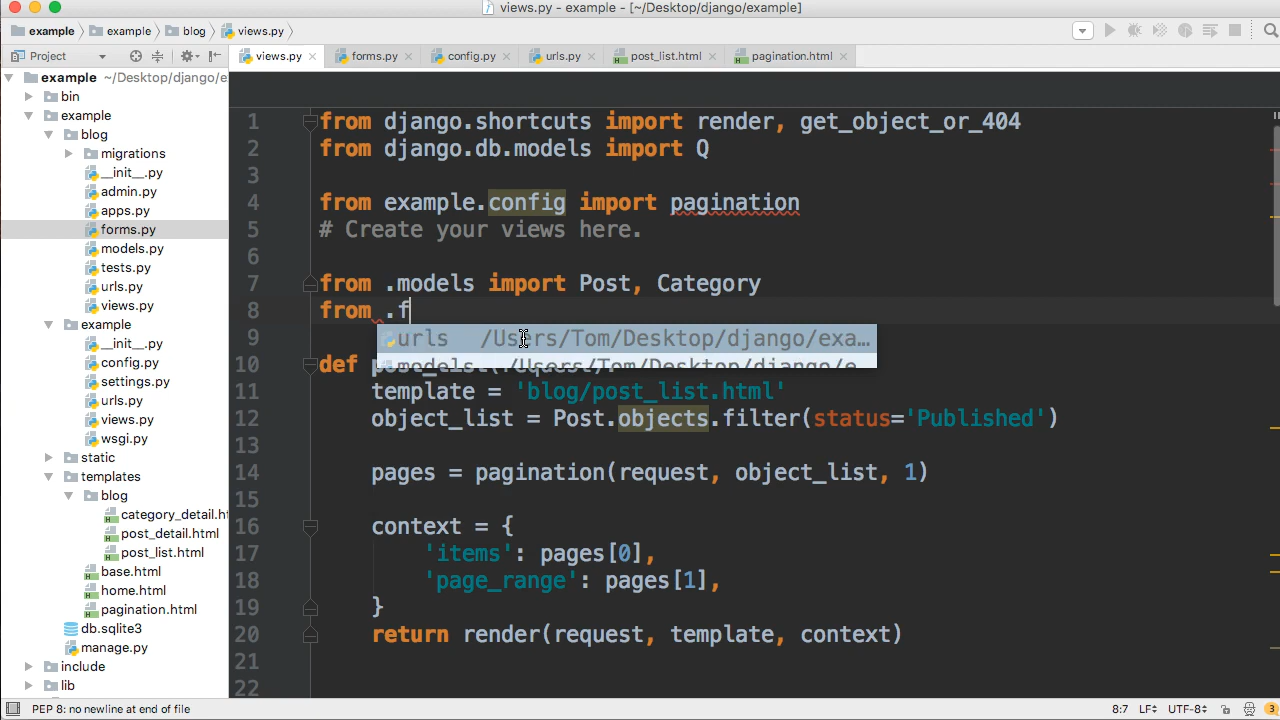 views.py - example - [~/Desktop/django/example]
example example blog views.py
Project
views.py forms.py config.py urls.py post_list.html pagination.html
example ~/Desktop/django/e
bin
example
blog
migrations
__init__.py
admin.py
apps.py
forms.py
models.py
tests.py
urls.py
views.py
example
__init__.py
config.py
settings.py
urls.py
views.py
wsgi.py
static
templates
blog
category_detail.h
post_detail.html
post_list.html
base.html
home.html
pagination.html
db.sqlite3
manage.py
include
lib
1 from django.shortcuts import render, get_object_or_404
2 from django.db.models import Q
3
4 from example.config import pagination
5 # Create your views here.
6
7 from .models import Post, Category
8 from .f
urls /Users/Tom/Desktop/django/exa…
models /Users/Tom/Desktop/django/e
9
10 def post_list(request):
11 template = 'blog/post_list.html'
12 object_list = Post.objects.filter(status='Published')
13
14 pages = pagination(request, object_list, 1)
15
16 context = {
17 'items': pages[0],
18 'page_range': pages[1],
19 }
20 return render(request, template, context)
21
22
PEP 8: no newline at end of file
8:7 LF UTF-8 3